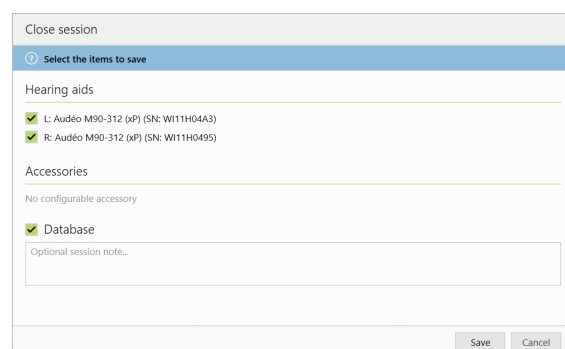 Close session
? Select the items to save
Hearing aids
L: Audéo M90-312 (xP) (SN: WI11H04A3)
R: Audéo M90-312 (xP) (SN: WI11H0495)
Accessories
No configurable accessory
Database
Optional session note...
Save Cancel